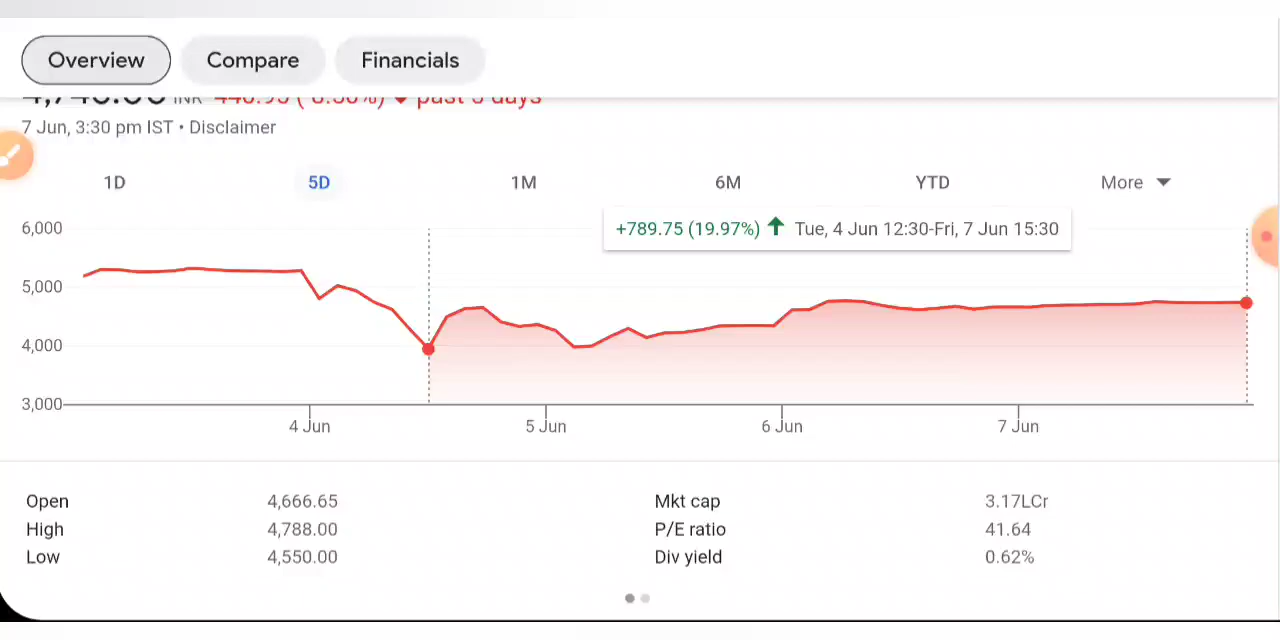 Overview Compare Financials
INR past 5 days
7 Jun, 3:30 pm IST • Disclaimer
1D 5D 1M 6M YTD More
+789.75 (19.97%) ↑ Tue, 4 Jun 12:30-Fri, 7 Jun 15:30
6,000
5,000
4,000
3,000
4 Jun 5 Jun 6 Jun 7 Jun
Open 4,666.65 Mkt cap 3.17LCr
High 4,788.00 P/E ratio 41.64
Low 4,550.00 Div yield 0.62%